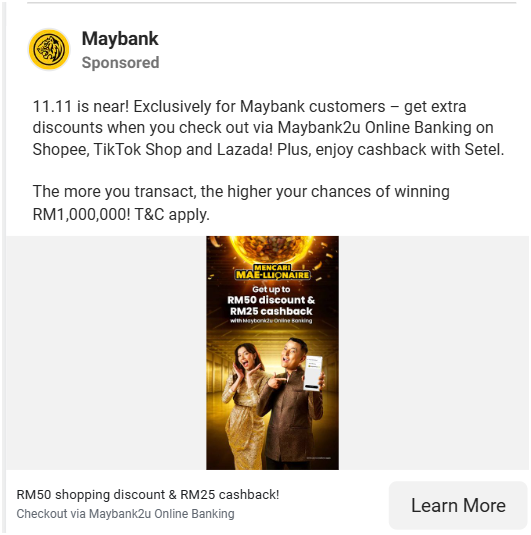 Maybank
Sponsored
11.11 is near! Exclusively for Maybank customers – get extra
discounts when you check out via Maybank2u Online Banking on
Shopee, TikTok Shop and Lazada! Plus, enjoy cashback with Setel.
The more you transact, the higher your chances of winning
RM1,000,000! T&C apply.
MENCARI
MAE-LLIONAIRE
Get up to
RM50 discount &
RM25 cashback
with Maybank2u Online Banking
RM50 shopping discount & RM25 cashback!
Checkout via Maybank2u Online Banking
Learn More